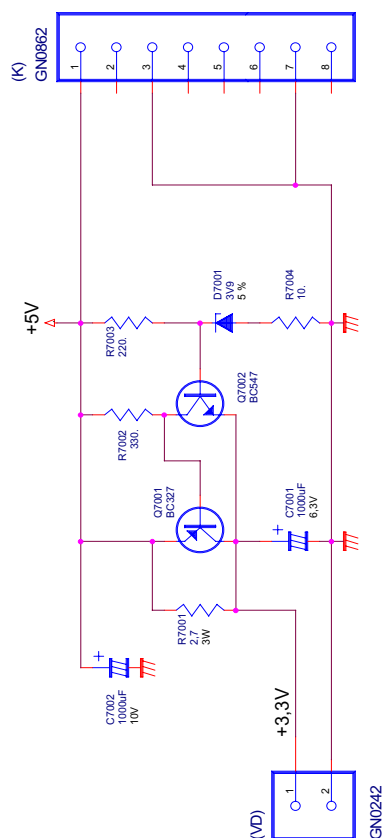 (K)
GN0862
1
2
3
4
5
6
7
8
+5V
R7003
220.
D7001
3V9
5 %
R7004
10.
R7002
330.
Q7002
BC547
Q7001
BC327
C7001
1000uF
6,3V
+
R7001
2,7
3W
C7002
1000uF
10V
+
+3,3V
(VD)
GN0242
1
2